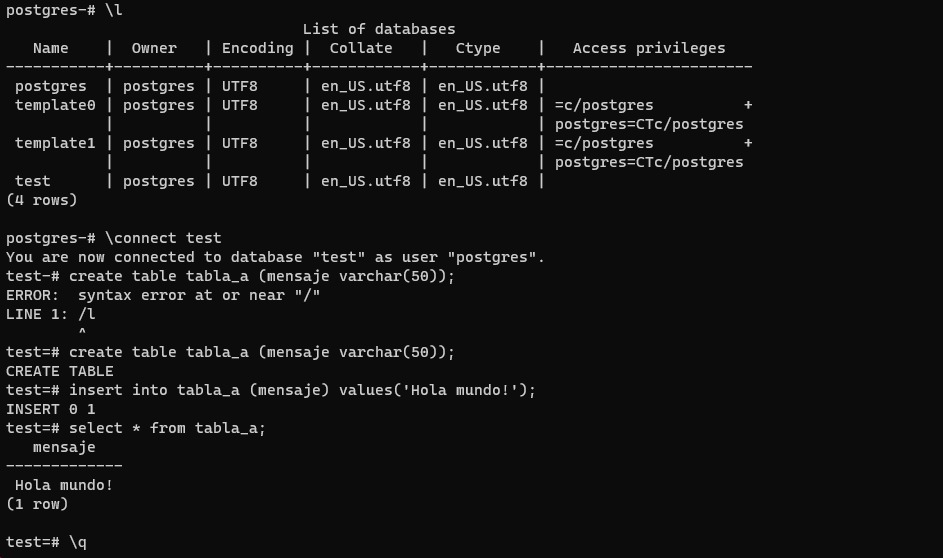 postgres-# \l
                                 List of databases
   Name    |  Owner   | Encoding |  Collate   |   Ctype    |   Access privileges
-----------+----------+----------+------------+------------+-----------------------
 postgres  | postgres | UTF8     | en_US.utf8 | en_US.utf8 |
 template0 | postgres | UTF8     | en_US.utf8 | en_US.utf8 | =c/postgres          +
           |          |          |            |            | postgres=CTc/postgres
 template1 | postgres | UTF8     | en_US.utf8 | en_US.utf8 | =c/postgres          +
           |          |          |            |            | postgres=CTc/postgres
 test      | postgres | UTF8     | en_US.utf8 | en_US.utf8 |
(4 rows)

postgres-# \connect test
You are now connected to database "test" as user "postgres".
test-# create table tabla_a (mensaje varchar(50));
ERROR:  syntax error at or near "/"
LINE 1: /l
        ^
test=# create table tabla_a (mensaje varchar(50));
CREATE TABLE
test=# insert into tabla_a (mensaje) values('Hola mundo!');
INSERT 0 1
test=# select * from tabla_a;
   mensaje
-------------
 Hola mundo!
(1 row)

test=# \q